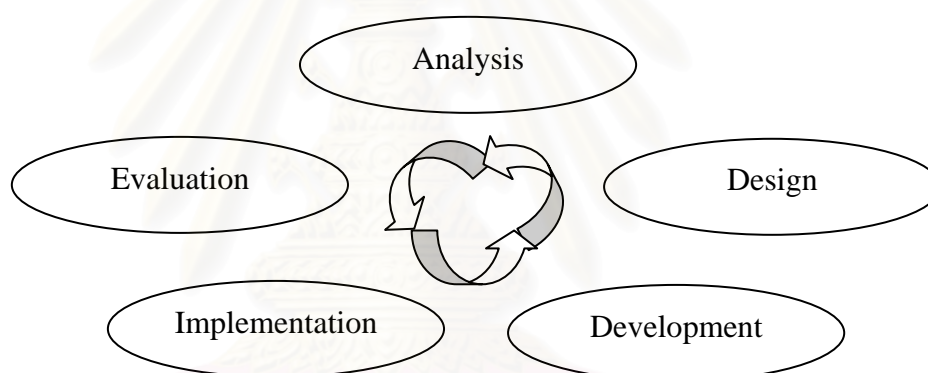 Analysis
Evaluation
Design
Implementation
Development